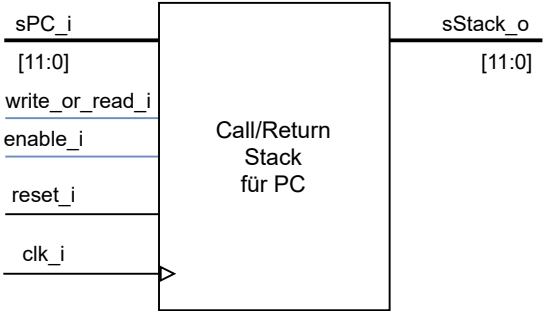 sPC_i
sStack_o
[11:0]
[11:0]
write_or_read_i
enable_i
Call/Return
Stack
für PC
reset_i
clk_i